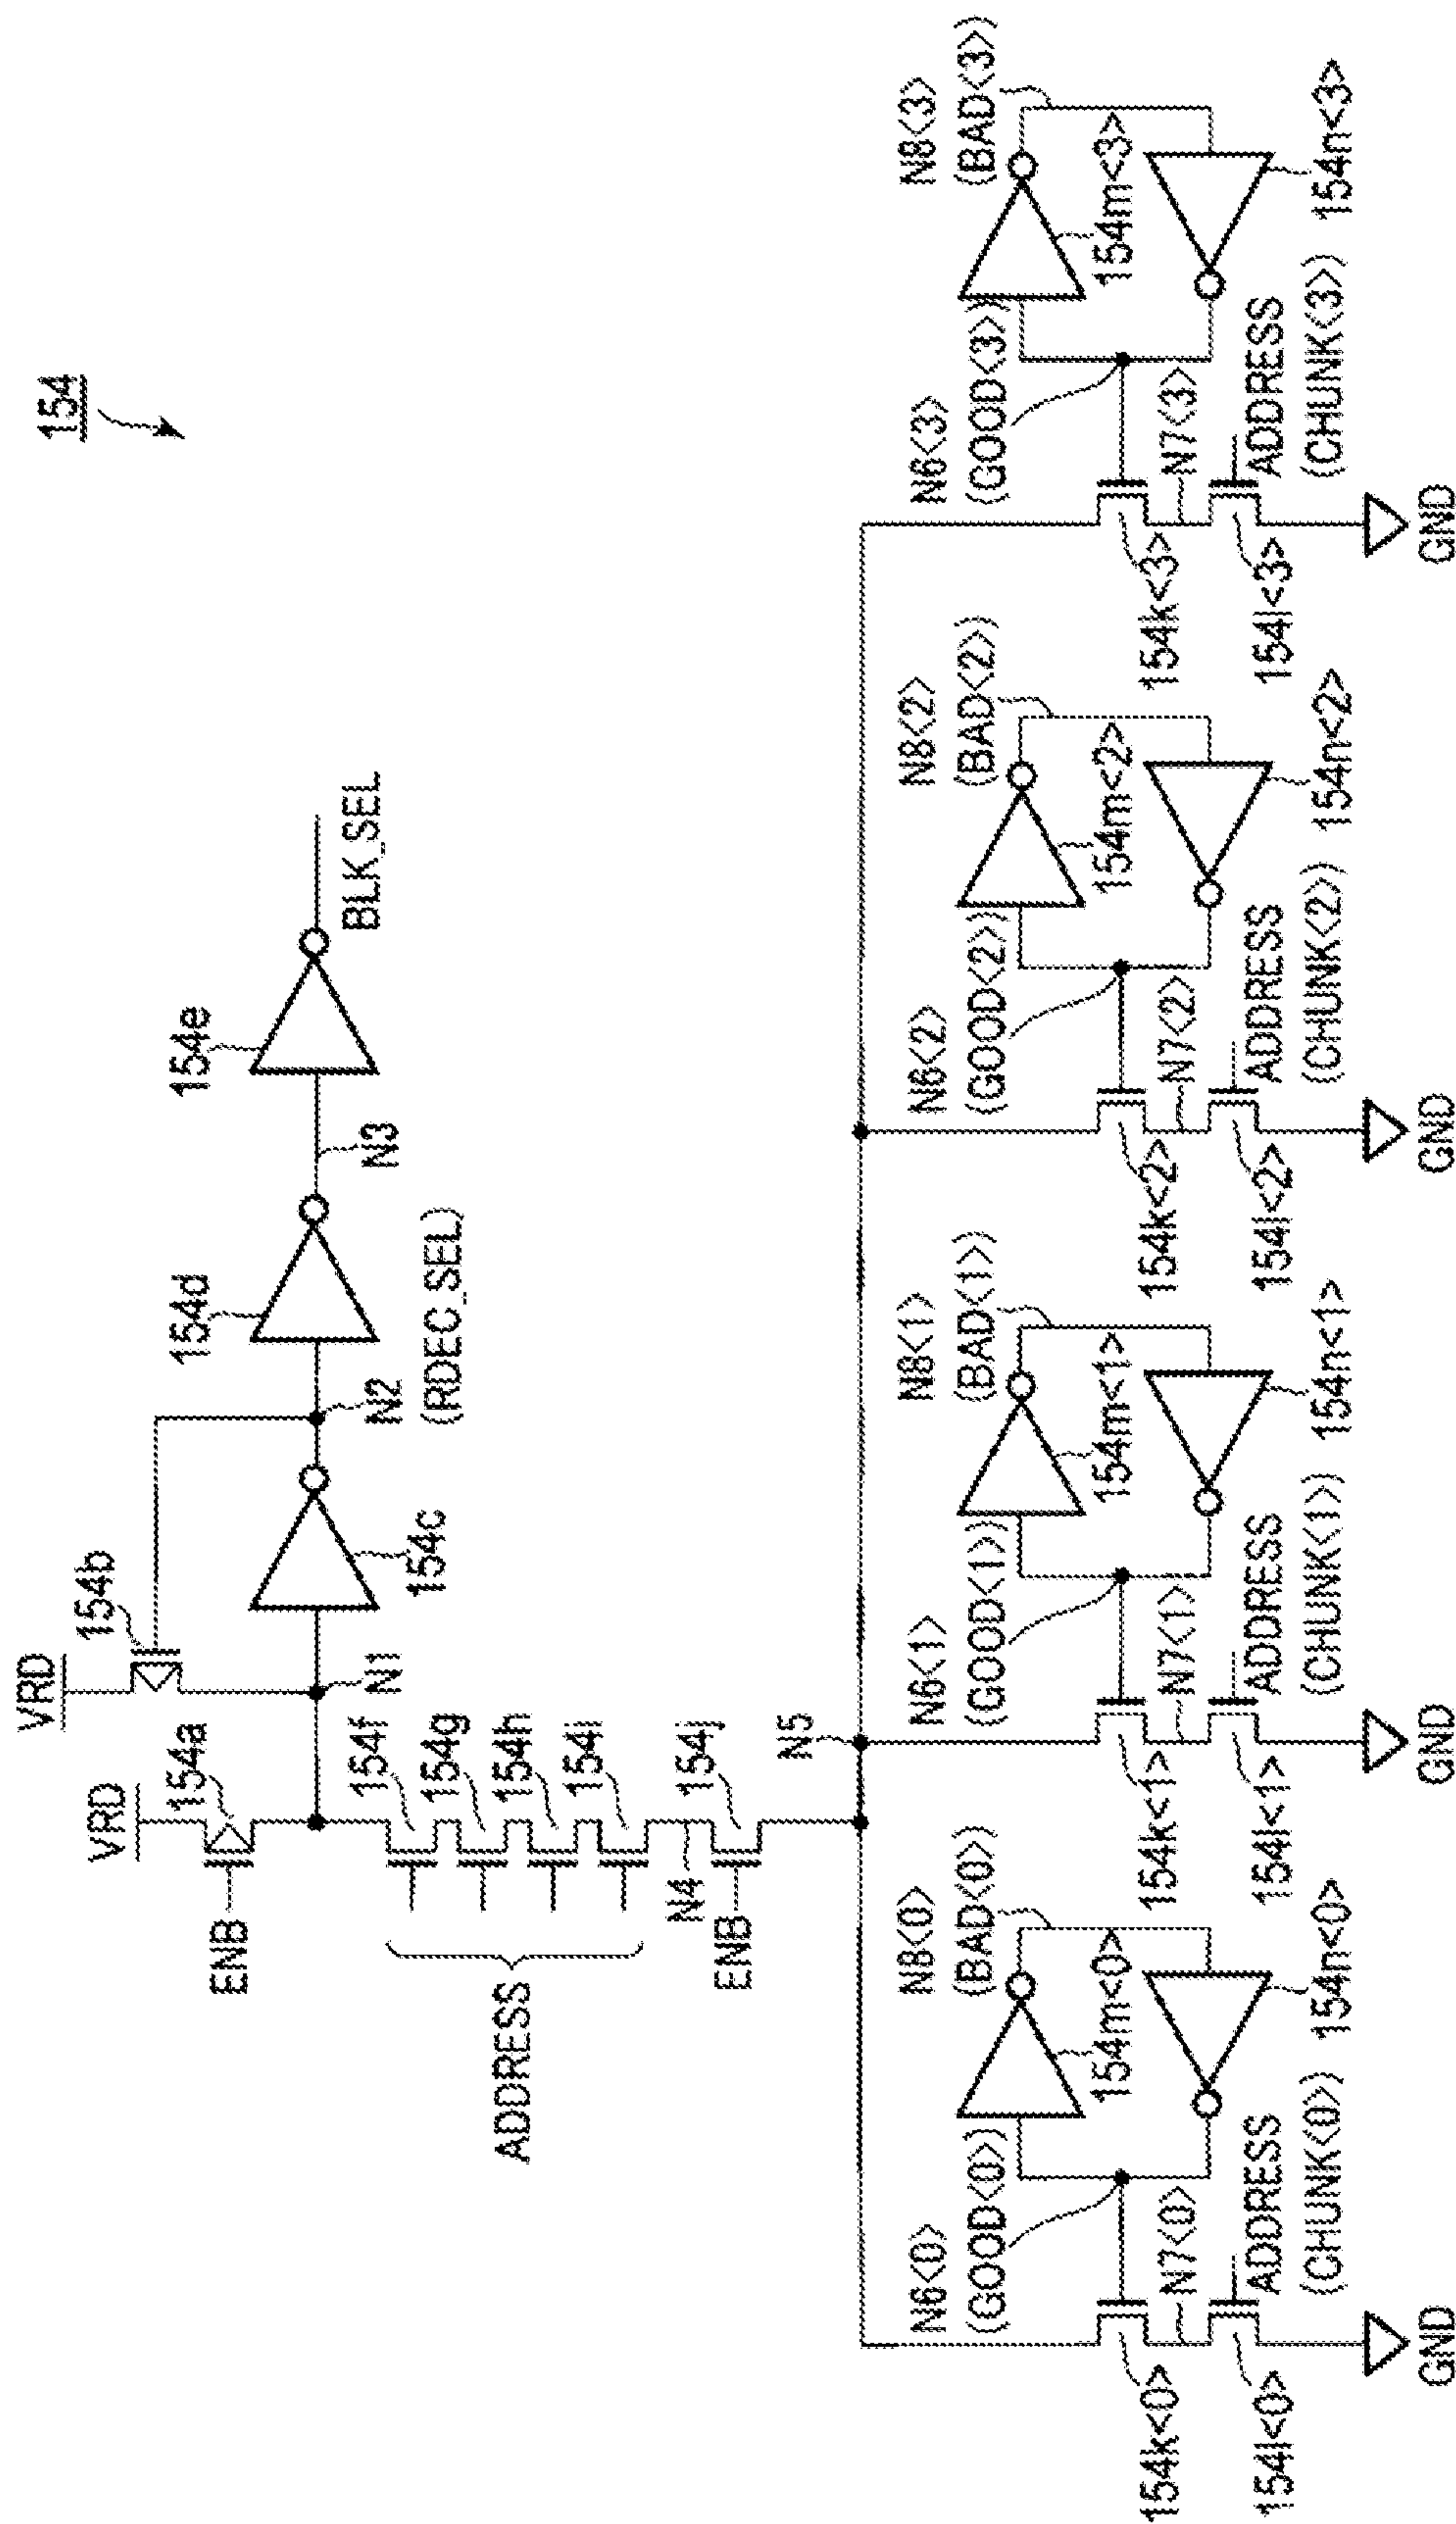 154
VRD
VRD
154b
154a
ENB
N1
154c
154d
154e
N2
(RDEC_SEL)
N3
BLK_SEL
154f
154g
154h
154i
ADDRESS
N4
154j
ENB
N5
N6<0>
(GOOD<0>)
N8<0>
(BAD<0>)
154m<0>
154k<0>
N7<0>
154l<0>
ADDRESS
(CHUNK<0>)
154n<0>
GND
N6<1>
(GOOD<1>)
N8<1>
(BAD<1>)
154m<1>
154k<1>
N7<1>
154l<1>
ADDRESS
(CHUNK<1>)
154n<1>
GND
N6<2>
(GOOD<2>)
N8<2>
(BAD<2>)
154m<2>
154k<2>
N7<2>
154l<2>
ADDRESS
(CHUNK<2>)
154n<2>
GND
N6<3>
(GOOD<3>)
N8<3>
(BAD<3>)
154m<3>
154k<3>
N7<3>
154l<3>
ADDRESS
(CHUNK<3>)
154n<3>
GND